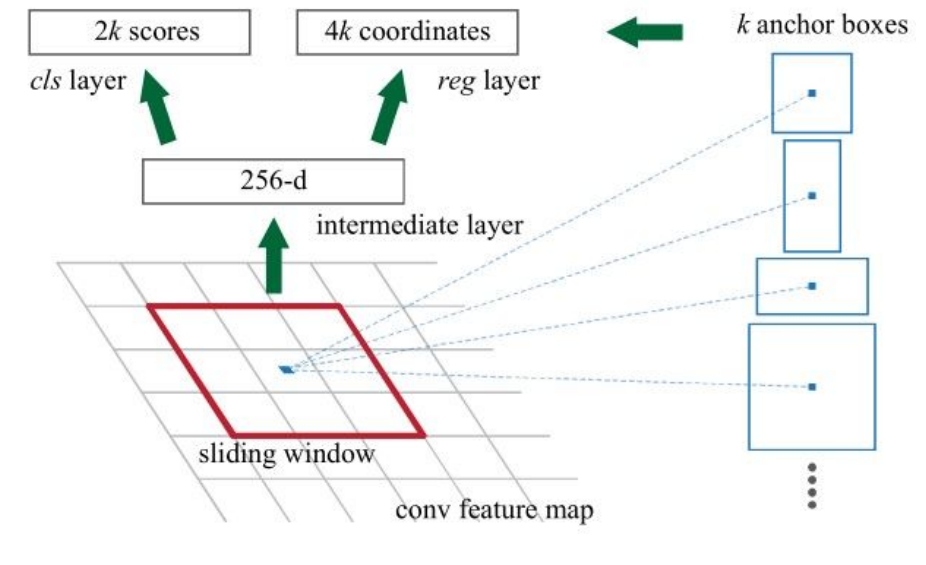 2k scores
4k coordinates
k anchor boxes
cls layer
reg layer
256-d
intermediate layer
sliding window
conv feature map